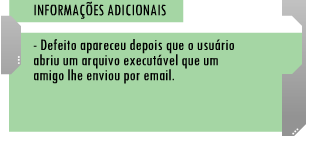 INFORMAÇÕES ADICIONAIS
- Defeito apareceu depois que o usuário
abriu um arquivo executável que um
amigo lhe enviou por email.